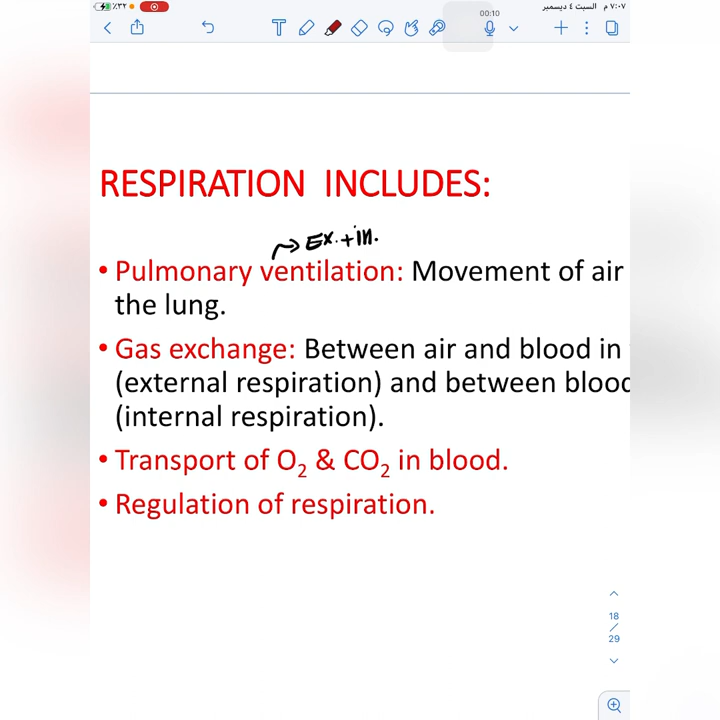 ٪٣٢
٧:٠٧ م السبت ٤ ديسمبر
00:10
RESPIRATION INCLUDES:
Ex.+in.
• Pulmonary ventilation: Movement of air
the lung.
• Gas exchange: Between air and blood in
(external respiration) and between blood
(internal respiration).
• Transport of O₂ & CO₂ in blood.
• Regulation of respiration.
18
/
29